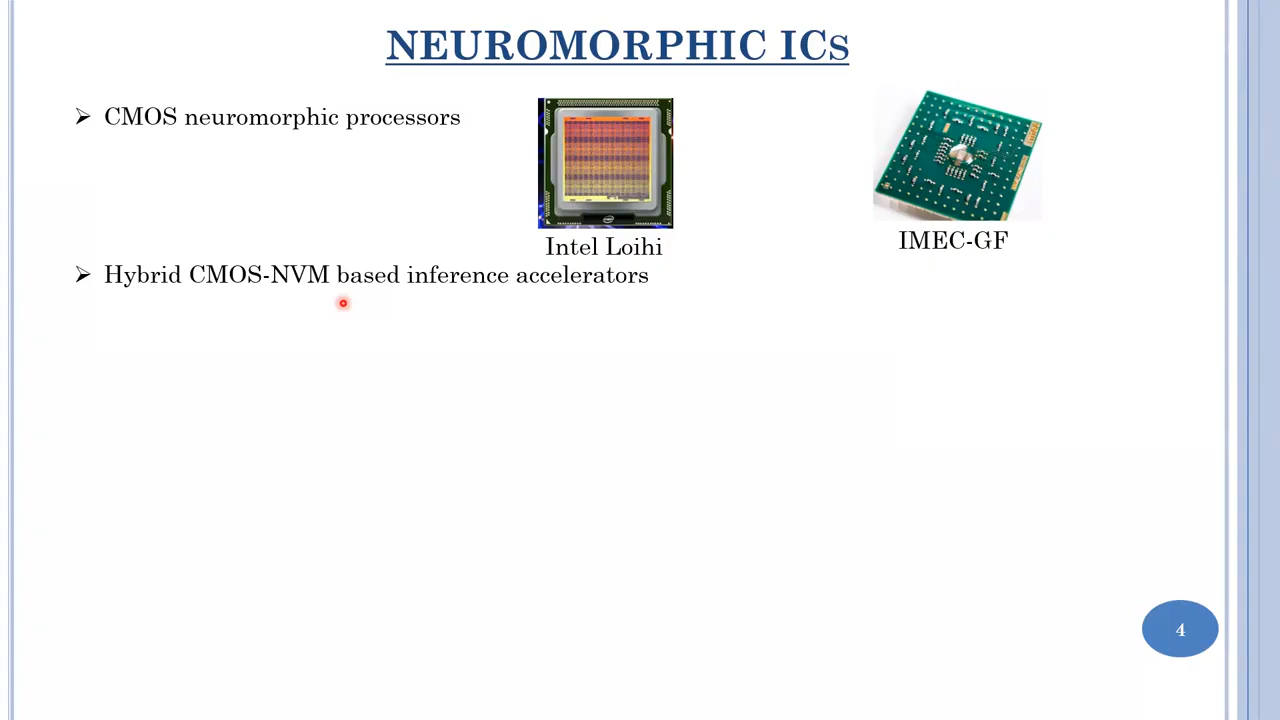 NEUROMORPHIC ICS
➢ CMOS neuromorphic processors
Intel Loihi
IMEC-GF
➢ Hybrid CMOS-NVM based inference accelerators
4